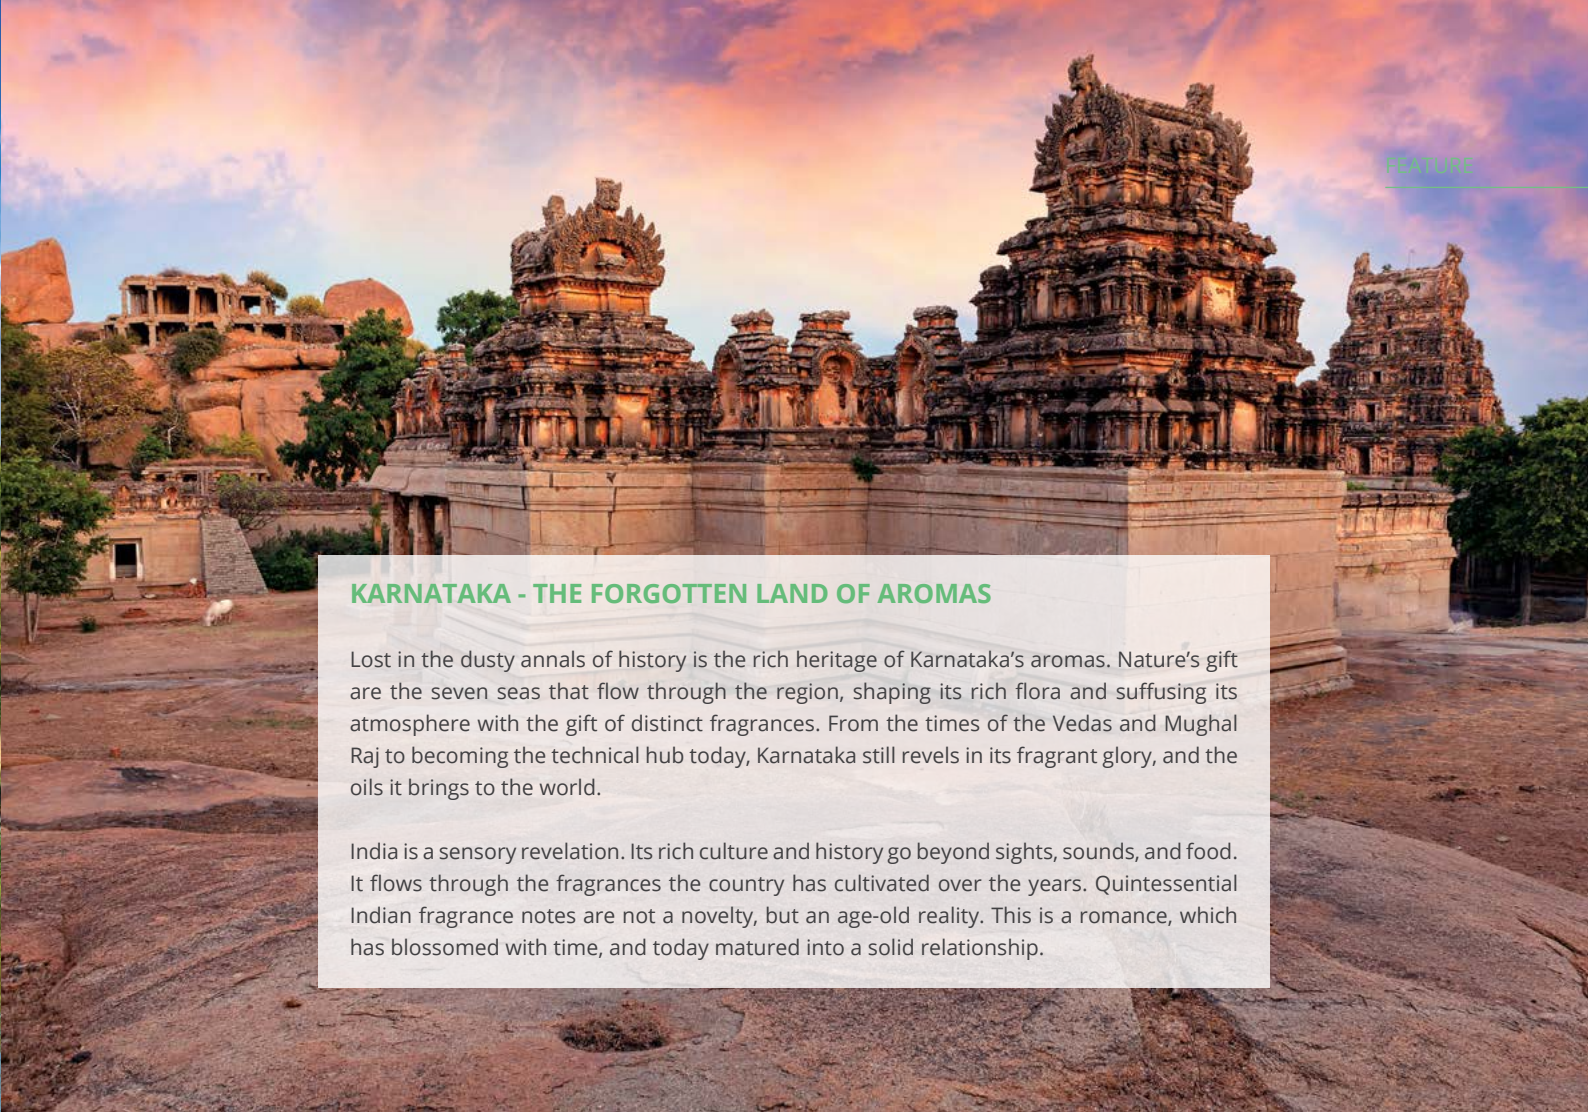 FEATURE
KARNATAKA - THE FORGOTTEN LAND OF AROMAS
Lost in the dusty annals of history is the rich heritage of Karnataka’s aromas. Nature’s gift
are the seven seas that flow through the region, shaping its rich flora and suffusing its
atmosphere with the gift of distinct fragrances. From the times of the Vedas and Mughal
Raj to becoming the technical hub today, Karnataka still revels in its fragrant glory, and the
oils it brings to the world.
India is a sensory revelation. Its rich culture and history go beyond sights, sounds, and food.
It flows through the fragrances the country has cultivated over the years. Quintessential
Indian fragrance notes are not a novelty, but an age-old reality. This is a romance, which
has blossomed with time, and today matured into a solid relationship.